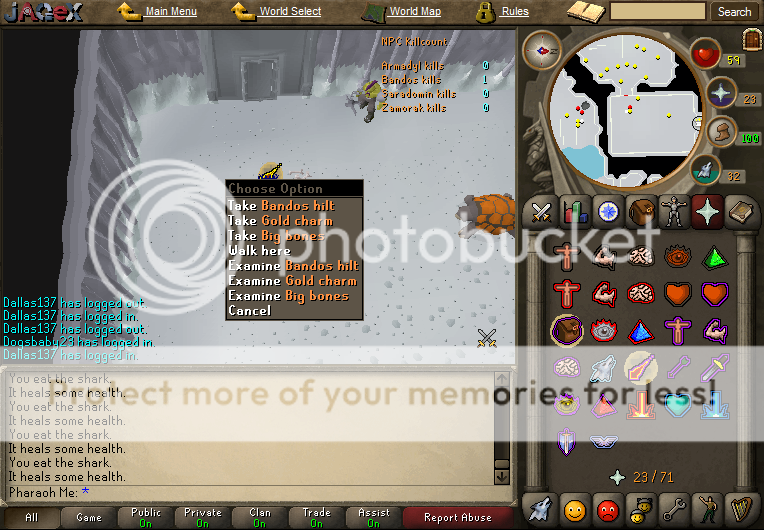 JAGeX Main Menu World Select World Map Rules Search
NPC Killcount
Armadyl kills 0
Bandos kills 1
Saradomin kills 0
Zamorak kills 0
59
23
100
32
Choose Option
Take Bandos hilt
Take Gold charm
Take Big bones
Walk here
Examine Bandos hilt
Examine Gold charm
Examine Big bones
Cancel
photobucket
Dallas137 has logged out.
Dallas137 has logged in.
Dallas137 has logged out.
Dogsbaby23 has logged in.
Dallas137 has logged in.
You eat the shark.
It heals some health.
You eat the shark.
It heals some health.
You eat the shark.
It heals some health.
You eat the shark.
It heals some health.
Protect more of your memories for less!
Pharaoh Me: *
23 / 71
All Game Public On Private On Clan On Trade On Assist On Report Abuse